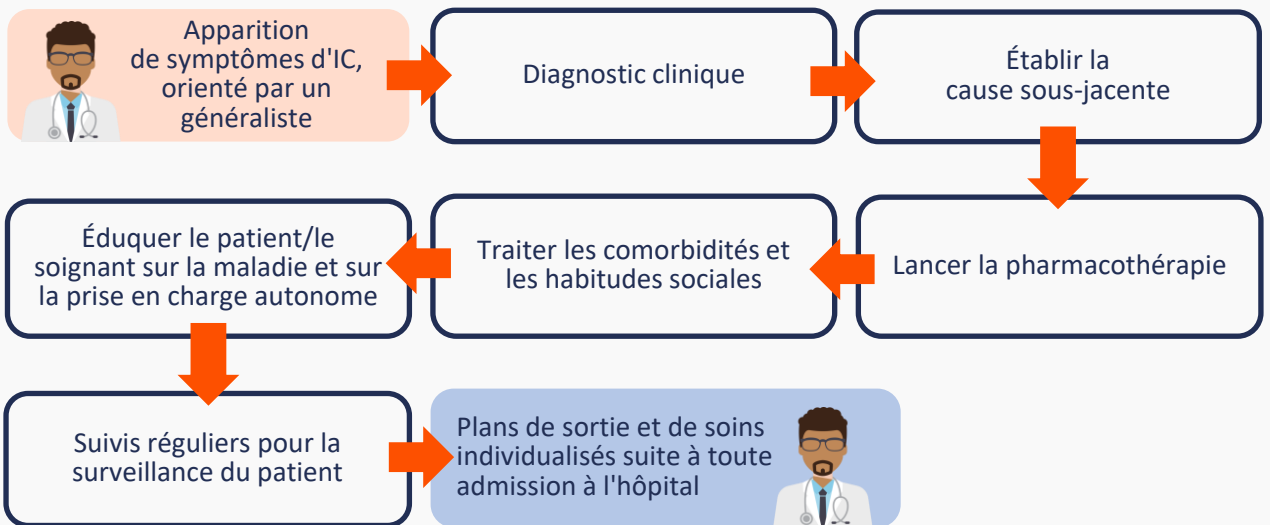 Apparition
de symptômes d'IC,
orienté par un
généraliste
Diagnostic clinique
Établir la
cause sous-jacente
Lancer la pharmacothérapie
Traiter les comorbidités et
les habitudes sociales
Éduquer le patient/le
soignant sur la maladie et sur
la prise en charge autonome
Suivis réguliers pour la
surveillance du patient
Plans de sortie et de soins
individualisés suite à toute
admission à l'hôpital